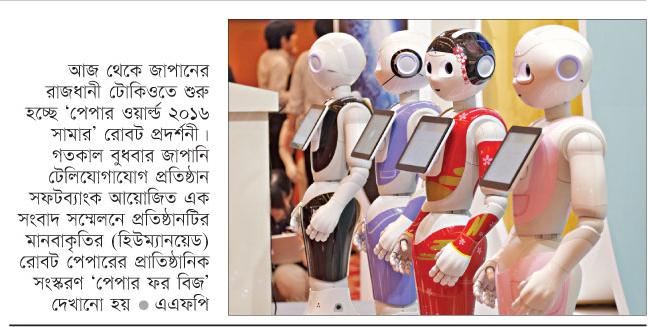 আজ থেকে জাপানের
রাজধানী টোকিওতে শুরু
হচ্ছে ‘পেপার ওয়ার্ল্ড ২০১৬
সামার’ রোবট প্রদর্শনী।
গতকাল বুধবার জাপানি
টেলিযোগাযোগ প্রতিষ্ঠান
সফটব্যাংক আয়োজিত এক
সংবাদ সম্মেলনে প্রতিষ্ঠানটির
মানবাকৃতির (হিউম্যানয়েড)
রোবট পেপারের প্রাতিষ্ঠানিক
সংস্করণ ‘পেপার ফর বিজ’
দেখানো হয় ● এএফপি